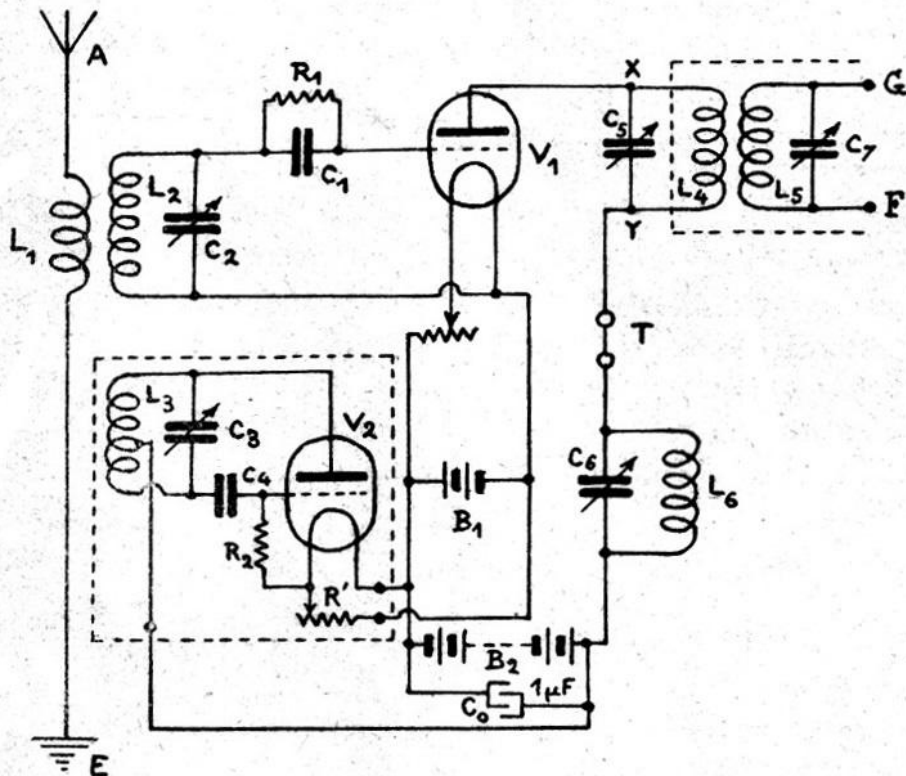 A
R₁
X
G
C₅
C₇
V₁
C₁
L₂
L₄
L₅
F
C₂
L₁
Y
T
L₃
V₂
C₃
C₆
C₄
L₆
B₁
R₂
R'
B₂
1μF
C₀
E